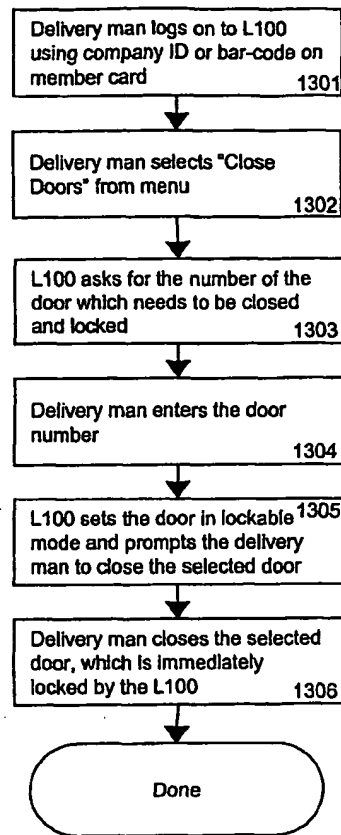 Delivery man logs on to L100
using company ID or bar-code on
member card
1301
Delivery man selects "Close
Doors" from menu
1302
L100 asks for the number of the
door which needs to be closed
and locked
1303
Delivery man enters the door
number
1304
L100 sets the door in lockable 1305
mode and prompts the delivery
man to close the selected door
Delivery man closes the selected
door, which is immediately
locked by the L100
1306
Done